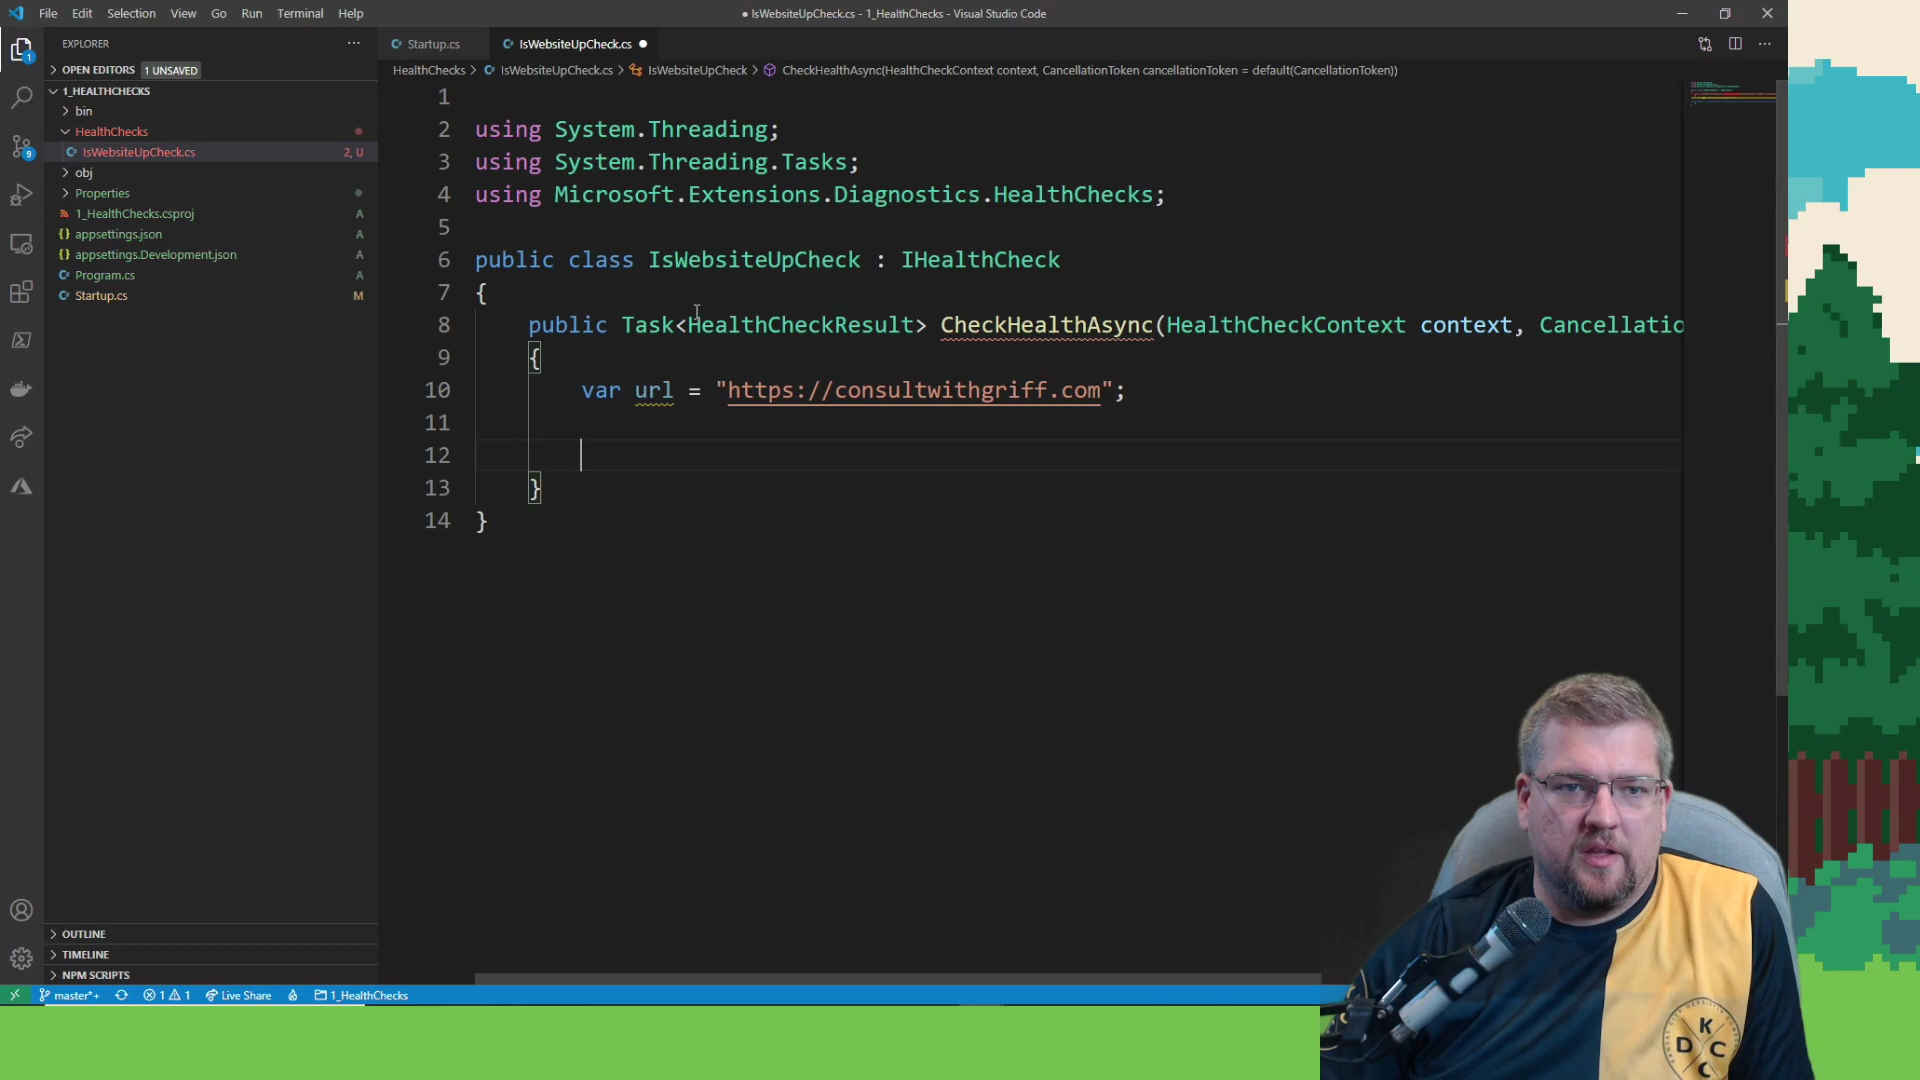 File Edit Selection View Go Run Terminal Help
● IsWebsiteUpCheck.cs - 1_HealthChecks - Visual Studio Code
EXPLORER
Startup.cs
IsWebsiteUpCheck.cs
OPEN EDITORS 1 UNSAVED
HealthChecks > IsWebsiteUpCheck.cs > IsWebsiteUpCheck > CheckHealthAsync(HealthCheckContext context, CancellationToken cancellationToken = default(CancellationToken))
1_HEALTHCHECKS
bin
HealthChecks
IsWebsiteUpCheck.cs 2, U
obj
Properties
1_HealthChecks.csproj A
appsettings.json A
appsettings.Development.json A
Program.cs A
Startup.cs M
1
2 using System.Threading;
3 using System.Threading.Tasks;
4 using Microsoft.Extensions.Diagnostics.HealthChecks;
5
6 public class IsWebsiteUpCheck : IHealthCheck
7 {
8 public Task<HealthCheckResult> CheckHealthAsync(HealthCheckContext context, Cancellatio
9 {
10 var url = "https://consultwithgriff.com";
11
12
13 }
14 }
1
9
OUTLINE
TIMELINE
NPM SCRIPTS
master*+ 1 1 Live Share 1_HealthChecks
K
D C
C